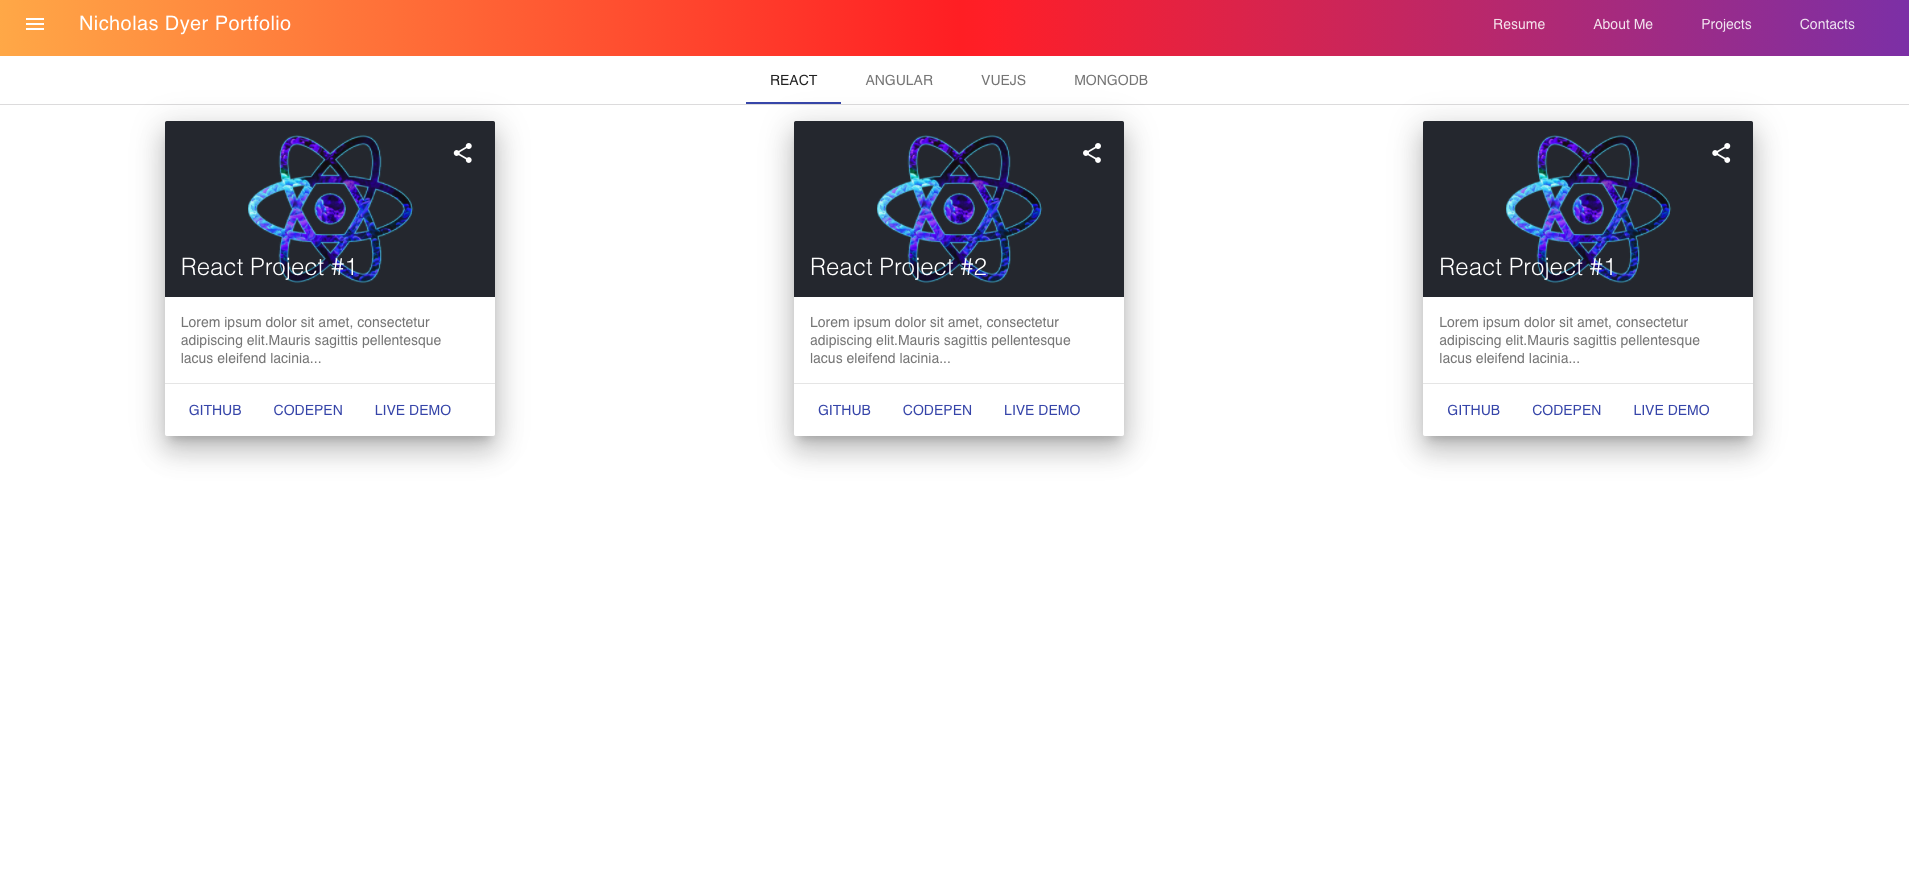 Nicholas Dyer Portfolio
Resume About Me Projects Contacts
REACT ANGULAR VUEJS MONGODB
React Project #1
Lorem ipsum dolor sit amet, consectetur
adipiscing elit.Mauris sagittis pellentesque
lacus eleifend lacinia...
GITHUB CODEPEN LIVE DEMO
React Project #2
Lorem ipsum dolor sit amet, consectetur
adipiscing elit.Mauris sagittis pellentesque
lacus eleifend lacinia...
GITHUB CODEPEN LIVE DEMO
React Project #1
Lorem ipsum dolor sit amet, consectetur
adipiscing elit.Mauris sagittis pellentesque
lacus eleifend lacinia...
GITHUB CODEPEN LIVE DEMO